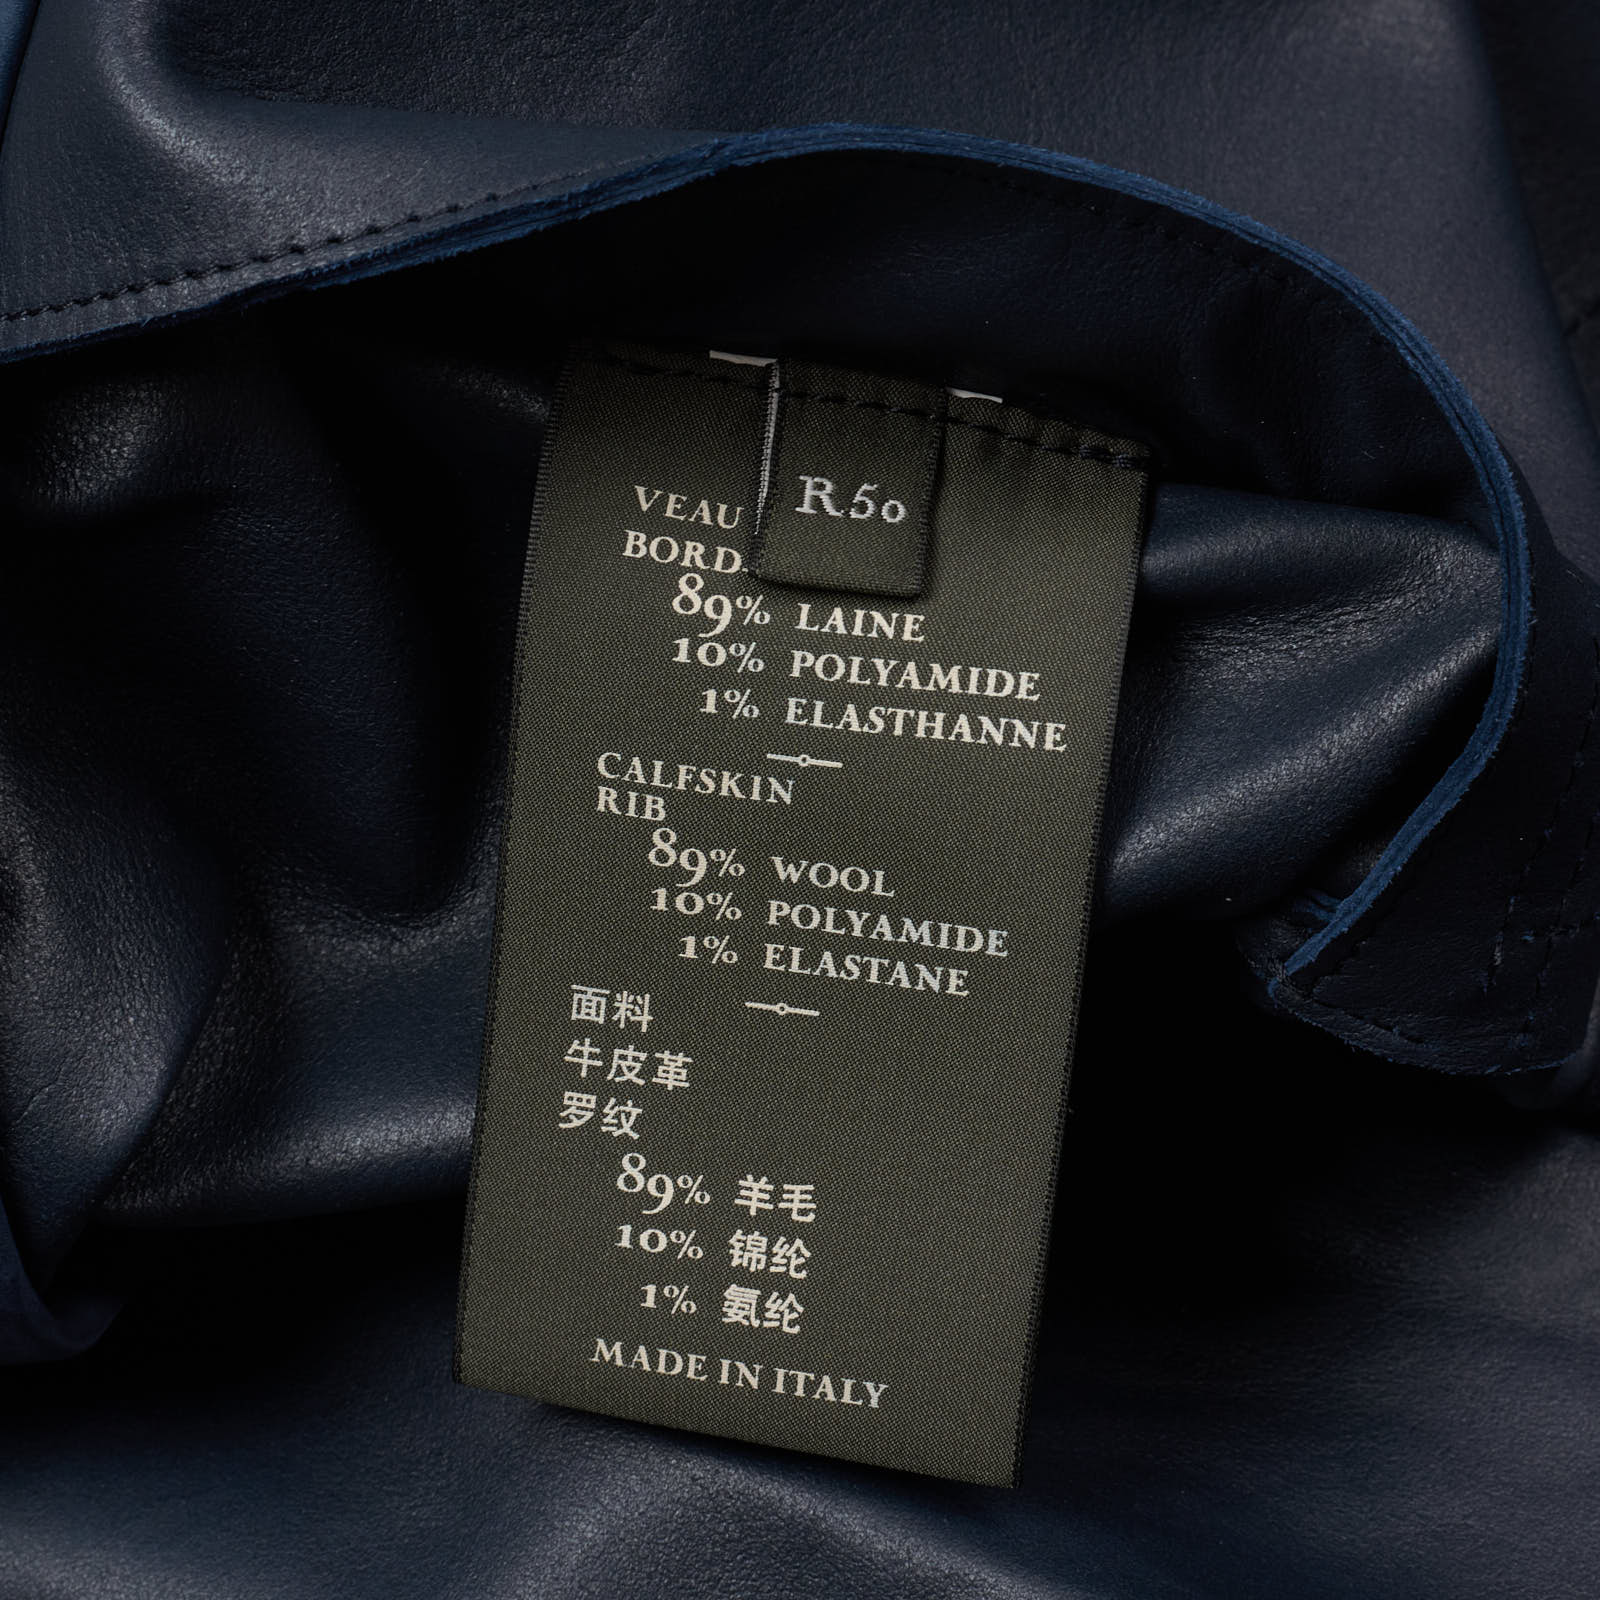 R50
VEAU
BORD
89% LAINE
10% POLYAMIDE
1% ELASTHANNE
CALFSKIN
RIB
89% WOOL
10% POLYAMIDE
1% ELASTANE
面料
牛皮革
罗纹
89% 羊毛
10% 锦纶
1% 氨纶
MADE IN ITALY